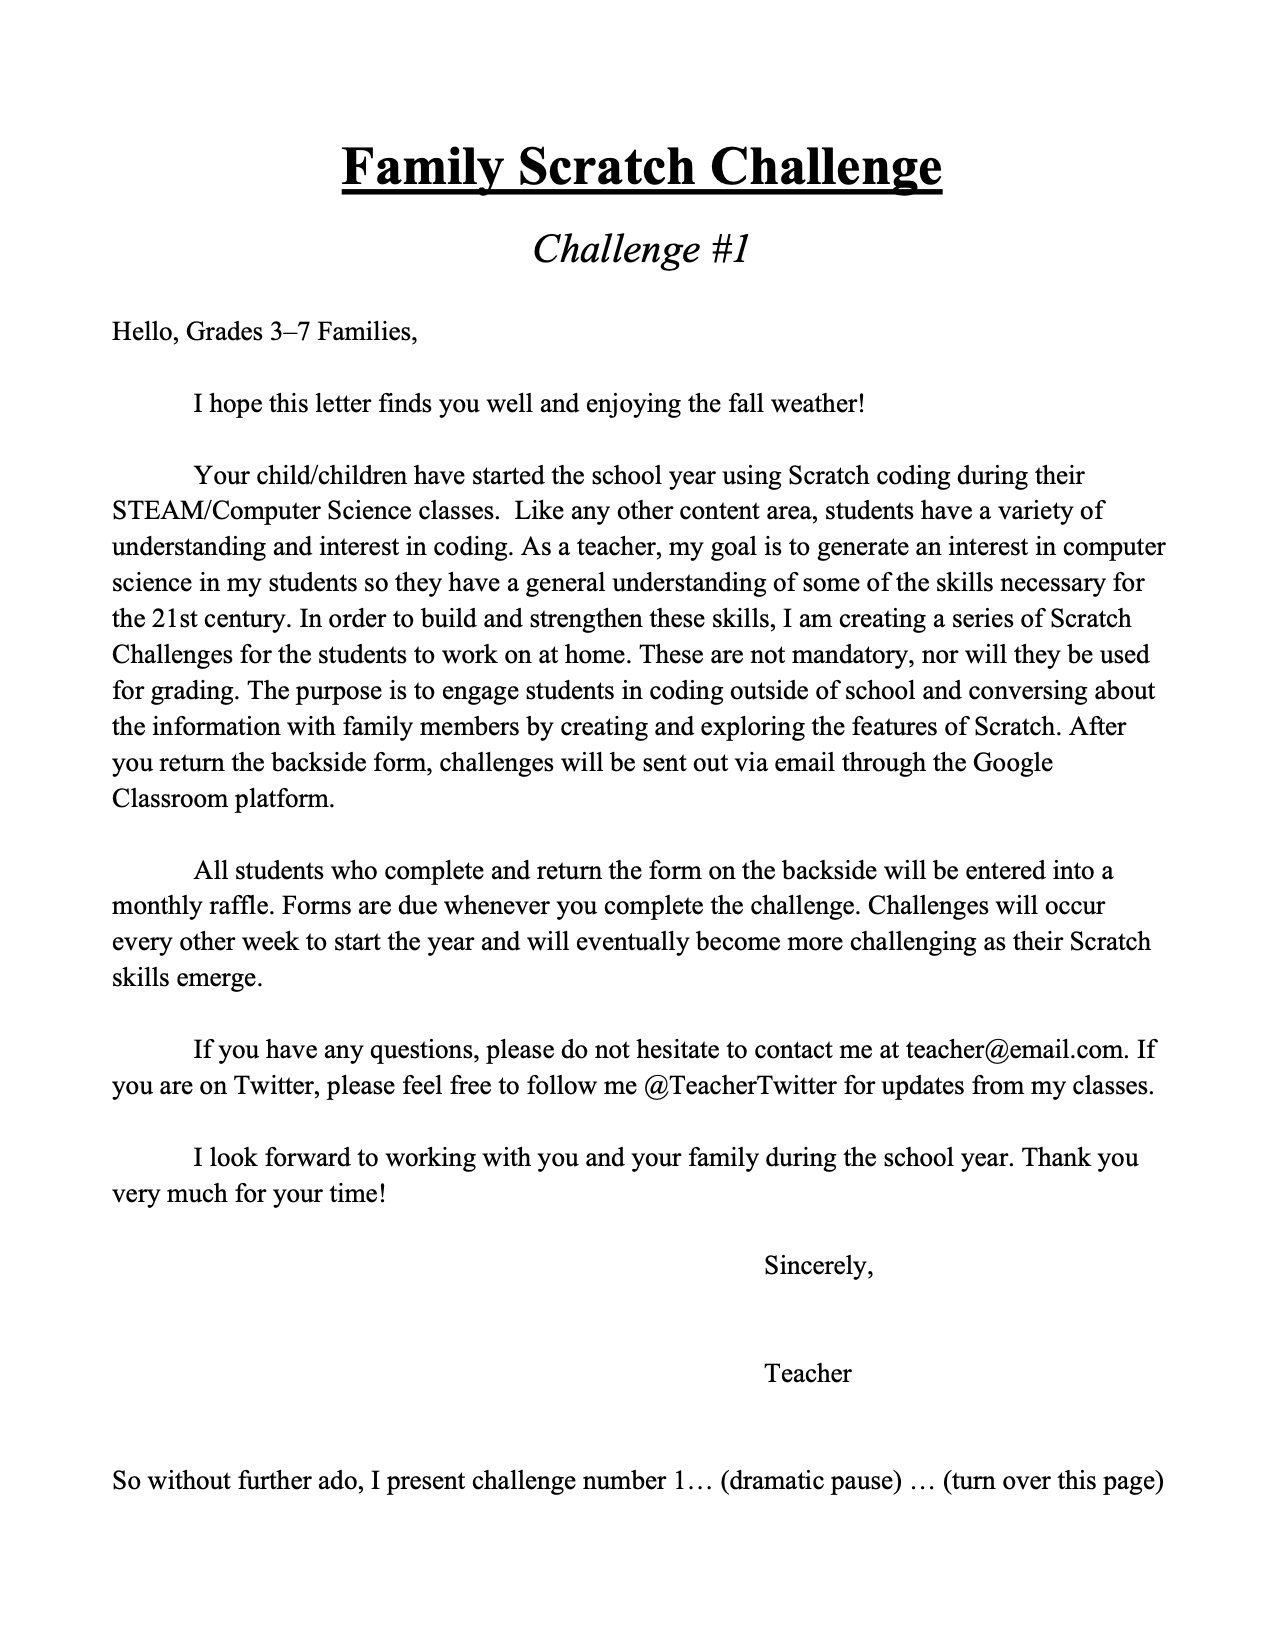 Family Scratch Challenge
Challenge #1
Hello, Grades 3–7 Families,
I hope this letter finds you well and enjoying the fall weather!
Your child/children have started the school year using Scratch coding during their
STEAM/Computer Science classes.  Like any other content area, students have a variety of
understanding and interest in coding. As a teacher, my goal is to generate an interest in computer
science in my students so they have a general understanding of some of the skills necessary for
the 21st century. In order to build and strengthen these skills, I am creating a series of Scratch
Challenges for the students to work on at home. These are not mandatory, nor will they be used
for grading. The purpose is to engage students in coding outside of school and conversing about
the information with family members by creating and exploring the features of Scratch. After
you return the backside form, challenges will be sent out via email through the Google
Classroom platform.
All students who complete and return the form on the backside will be entered into a
monthly raffle. Forms are due whenever you complete the challenge. Challenges will occur
every other week to start the year and will eventually become more challenging as their Scratch
skills emerge.
If you have any questions, please do not hesitate to contact me at teacher@email.com. If
you are on Twitter, please feel free to follow me @TeacherTwitter for updates from my classes.
I look forward to working with you and your family during the school year. Thank you
very much for your time!
Sincerely,
Teacher
So without further ado, I present challenge number 1… (dramatic pause) … (turn over this page)